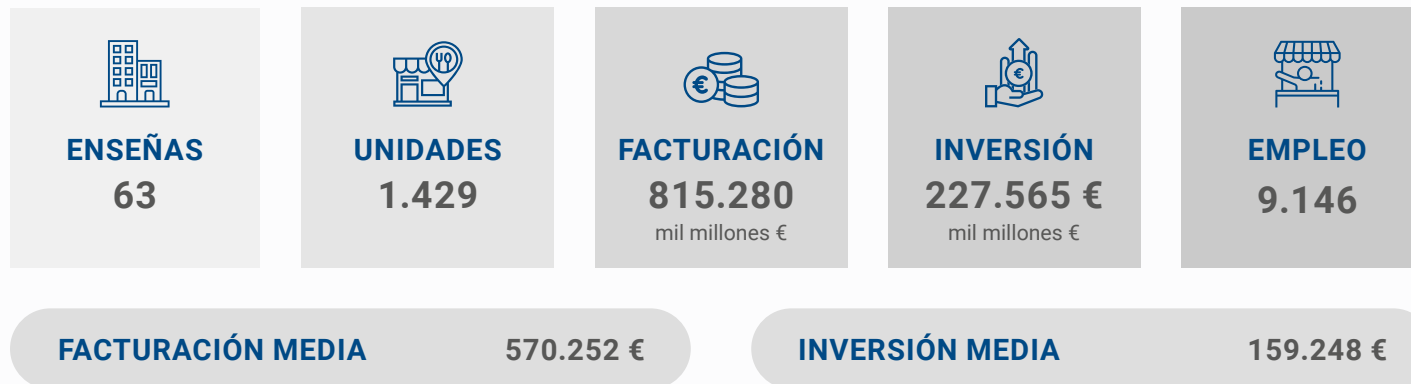 ENSEÑAS
63
UNIDADES
1.429
FACTURACIÓN
815.280
mil millones €
INVERSIÓN
227.565 €
mil millones €
EMPLEO
9.146
FACTURACIÓN MEDIA 570.252 €
INVERSIÓN MEDIA 159.248 €